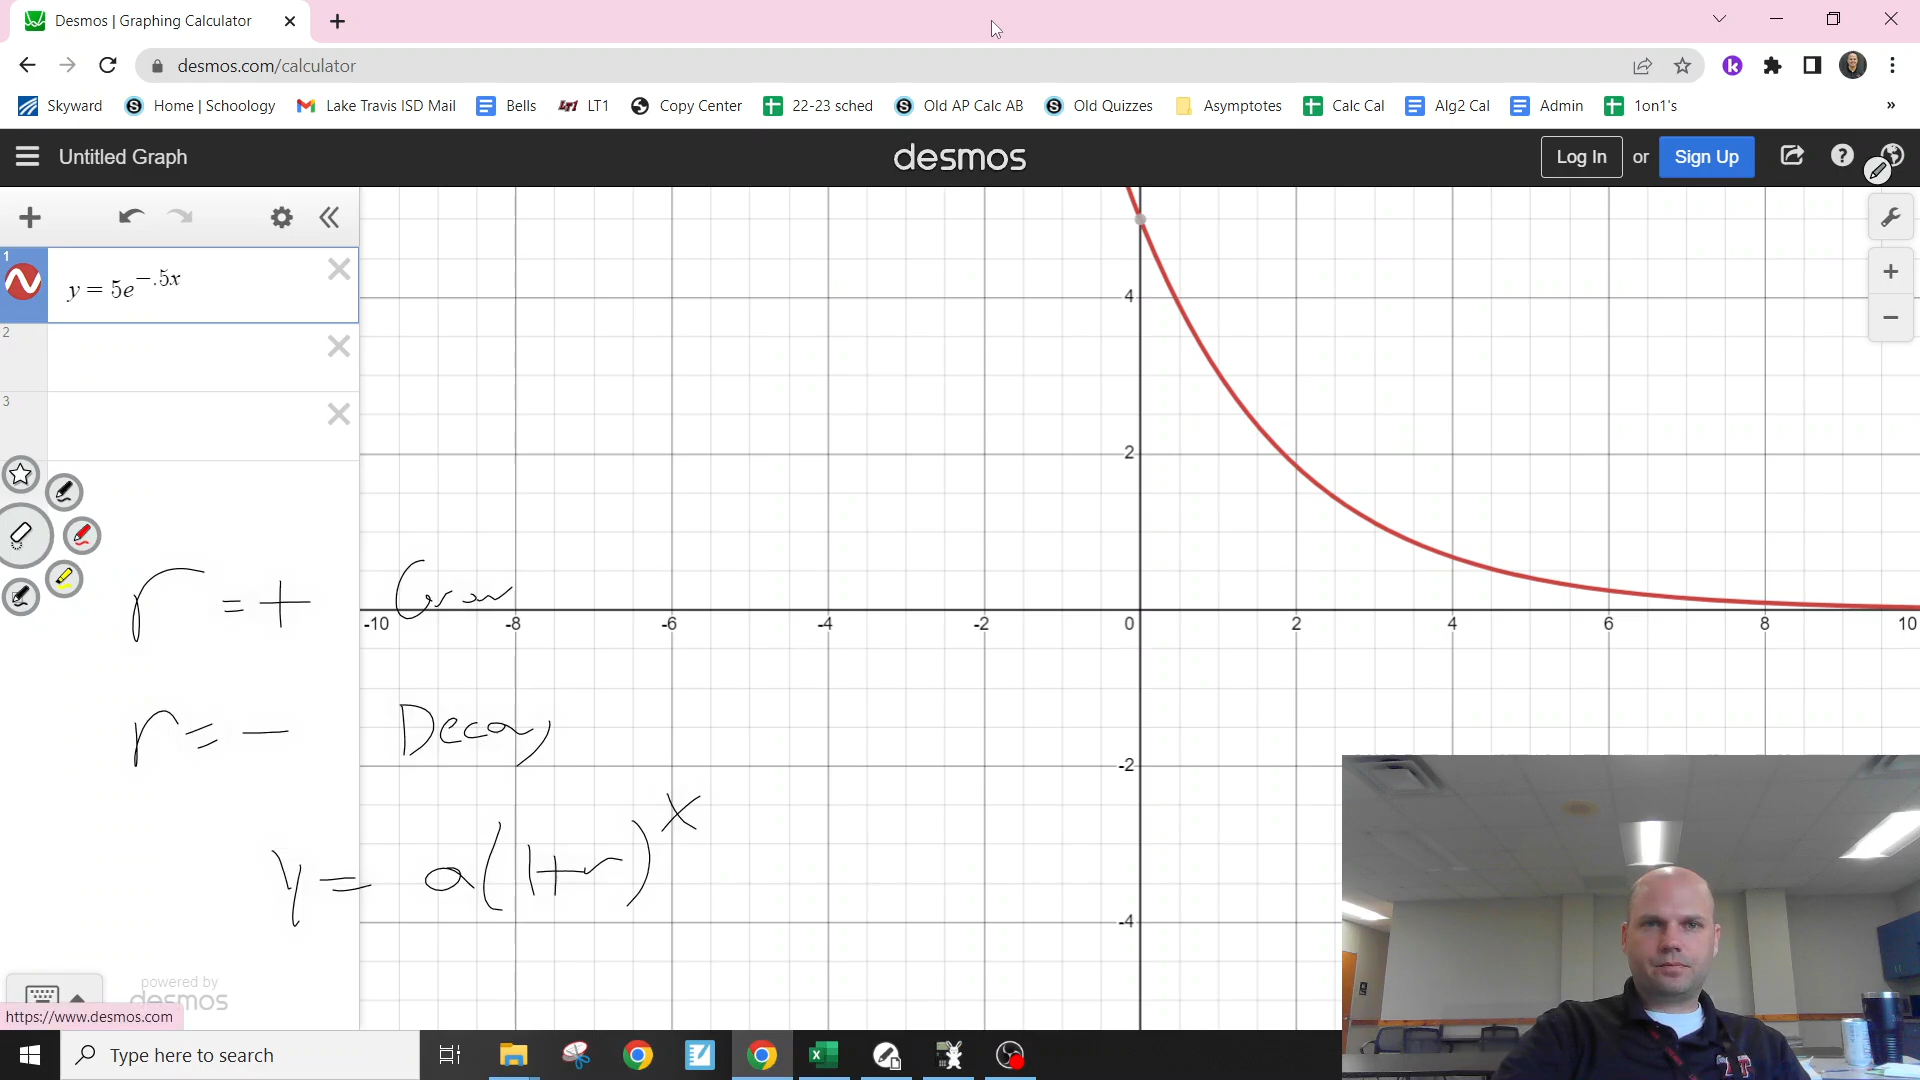 Desmos | Graphing Calculator
desmos.com/calculator
Skyward Home | Schoology Lake Travis ISD Mail Bells LT1 Copy Center 22-23 sched Old AP Calc AB Old Quizzes Asymptotes Calc Cal Alg2 Cal Admin 1on1's »
Untitled Graph desmos Log In or Sign Up
1
y = 5e^{-.5x}
2
3
4
2
r = + Grow
-10 -8 -6 -4 -2 0 2 4 6 8 10
r = - Decay
-2
y = a(1+r)^x
-4
powered by
desmos
https://www.desmos.com
Type here to search